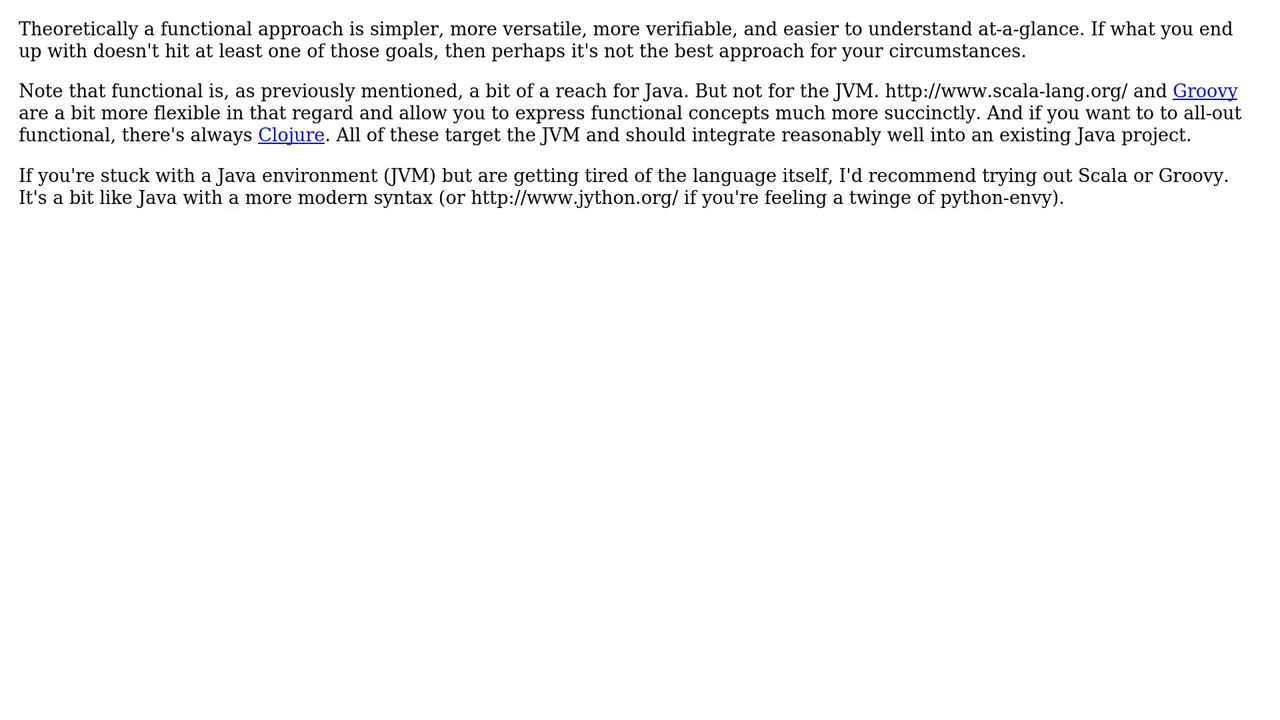 Theoretically a functional approach is simpler, more versatile, more verifiable, and easier to understand at-a-glance. If what you end
up with doesn't hit at least one of those goals, then perhaps it's not the best approach for your circumstances.
Note that functional is, as previously mentioned, a bit of a reach for Java. But not for the JVM. http://www.scala-lang.org/ and Groovy
are a bit more flexible in that regard and allow you to express functional concepts much more succinctly. And if you want to to all-out
functional, there's always Clojure. All of these target the JVM and should integrate reasonably well into an existing Java project.
If you're stuck with a Java environment (JVM) but are getting tired of the language itself, I'd recommend trying out Scala or Groovy.
It's a bit like Java with a more modern syntax (or http://www.jython.org/ if you're feeling a twinge of python-envy).